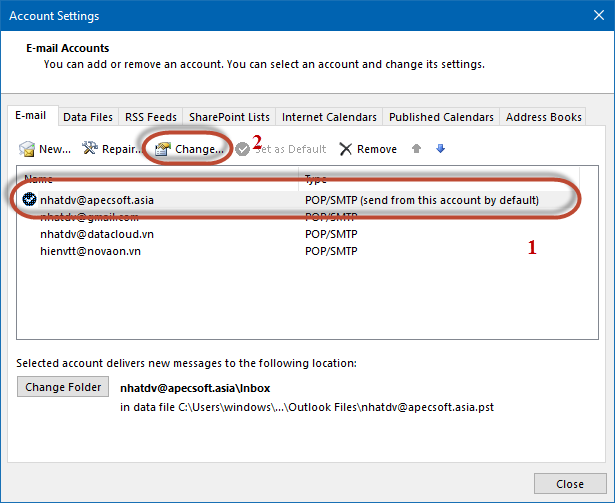 Account Settings
E-mail Accounts
You can add or remove an account. You can select an account and change its settings.
E-mail Data Files RSS Feeds SharePoint Lists Internet Calendars Published Calendars Address Books
New... Repair... Change... 2 Set as Default Remove
Name Type
nhatdv@apecsoft.asia POP/SMTP (send from this account by default)
nhatdv@gmail.com POP/SMTP
nhatdv@datacloud.vn POP/SMTP
hienvtt@novaon.vn POP/SMTP
1
Selected account delivers new messages to the following location:
Change Folder nhatdv@apecsoft.asia\Inbox
in data file C:\Users\windows\...\Outlook Files\nhatdv@apecsoft.asia.pst
Close